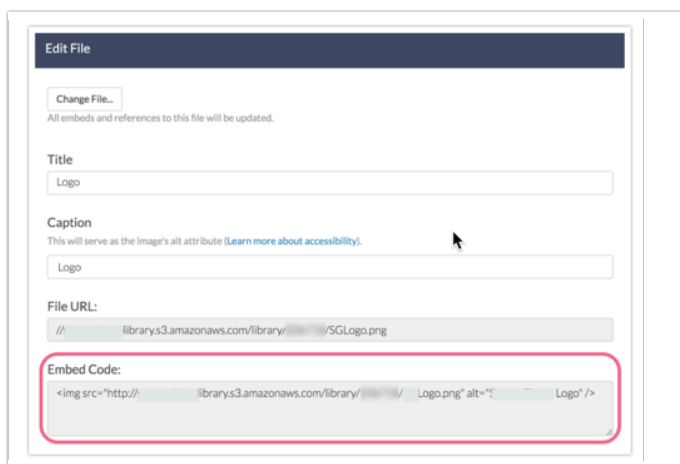 Edit File
Change File...
All embeds and references to this file will be updated.
Title
Logo
Caption
This will serve as the image's alt attribute (Learn more about accessibility).
Logo
File URL:
// library.s3.amazonaws.com/library/ /SGLogo.png
Embed Code:
<img src="http:// library.s3.amazonaws.com/library/ / Logo.png" alt="S Logo" />